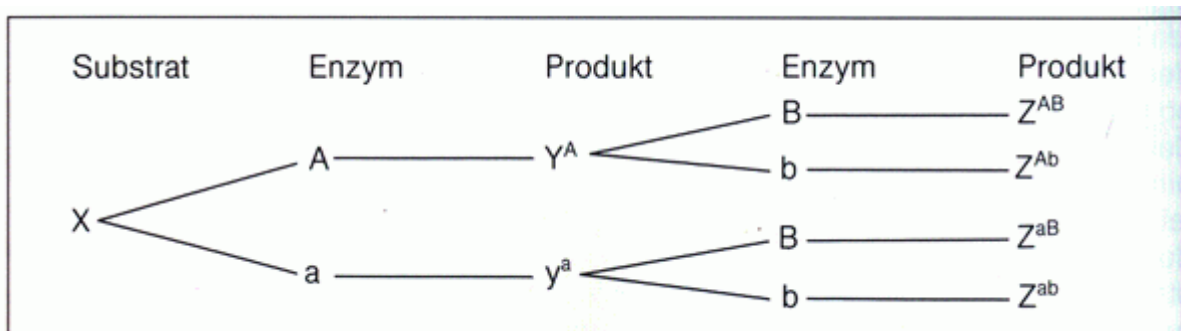 Substrat Enzym Produkt Enzym Produkt
B Z^AB
A Y^A
b Z^Ab
X
B Z^aB
a y^a
b Z^ab